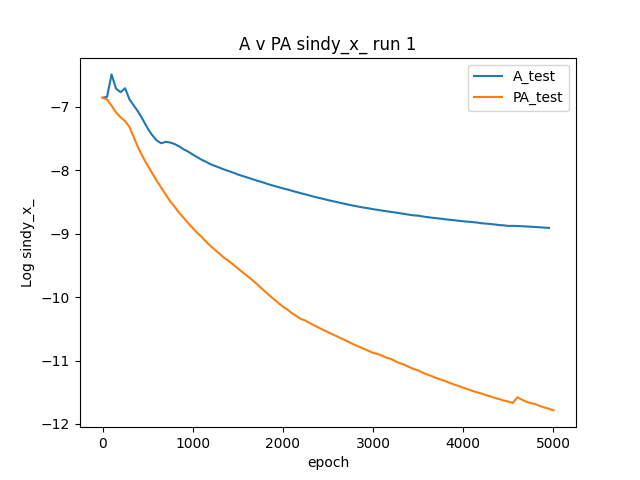 A v PA sindy_x_ run 1
A_test
PA_test
Log sindy_x_
−7
−8
−9
−10
−11
−12
0
1000
2000
3000
4000
5000
epoch